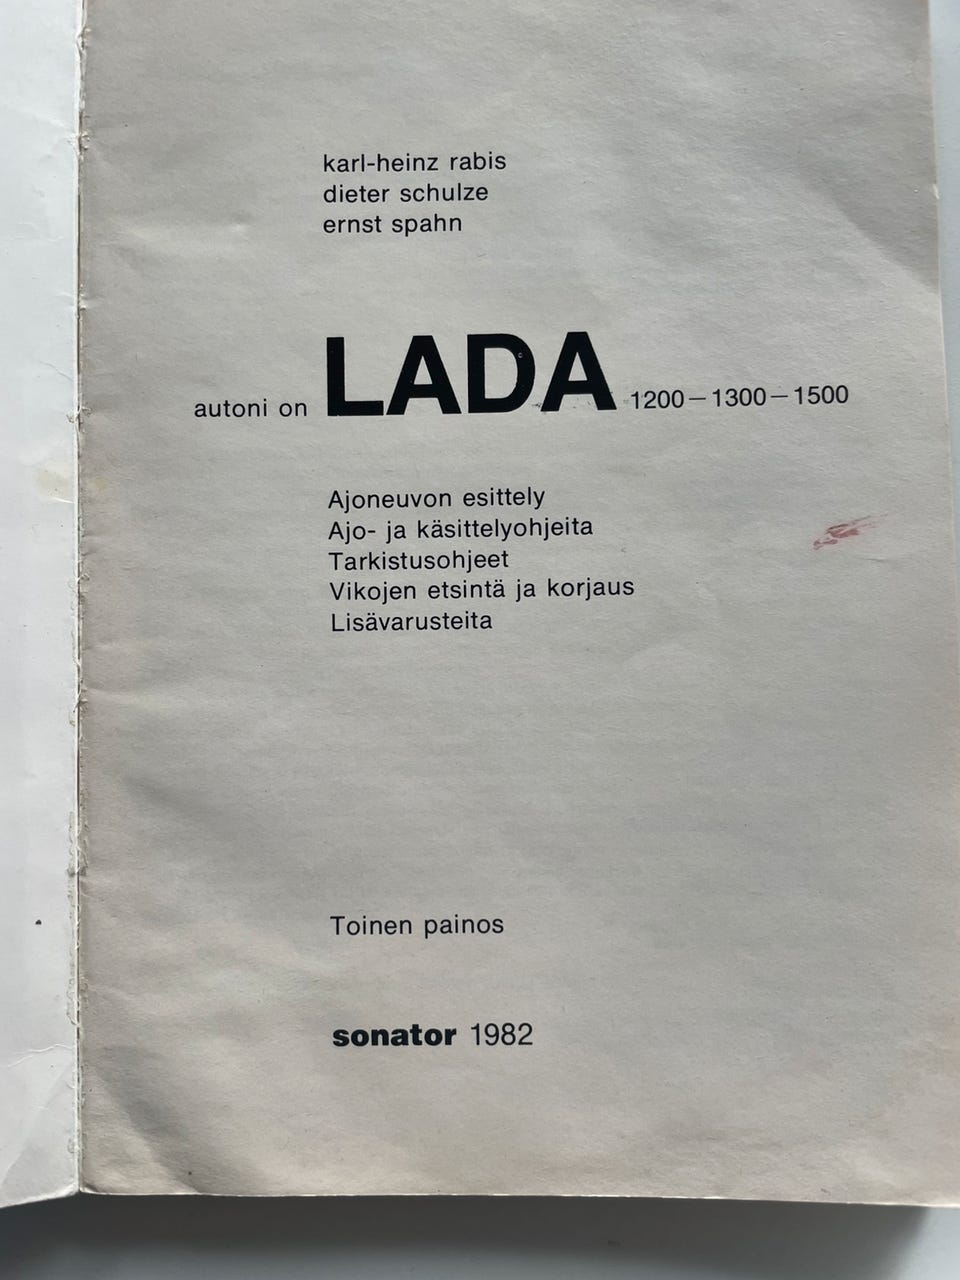 karl-heinz rabis
dieter schulze
ernst spahn
autoni on LADA 1200–1300–1500
Ajoneuvon esittely
Ajo- ja käsittelyohjeita
Tarkistusohjeet
Vikojen etsintä ja korjaus
Lisävarusteita
Toinen painos
sonator 1982